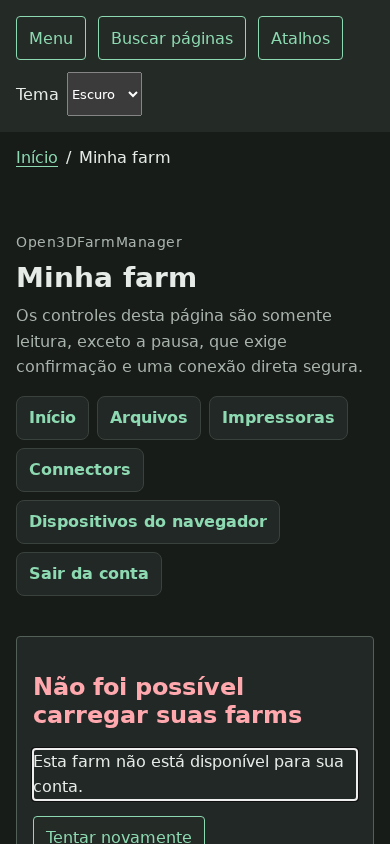 Menu
Buscar páginas
Atalhos
Tema
Escuro
Início / Minha farm
Open3DFarmManager
Minha farm
Os controles desta página são somente
leitura, exceto a pausa, que exige
confirmação e uma conexão direta segura.
Início
Arquivos
Impressoras
Connectors
Dispositivos do navegador
Sair da conta
Não foi possível
carregar suas farms
Esta farm não está disponível para sua
conta.
Tentar novamente